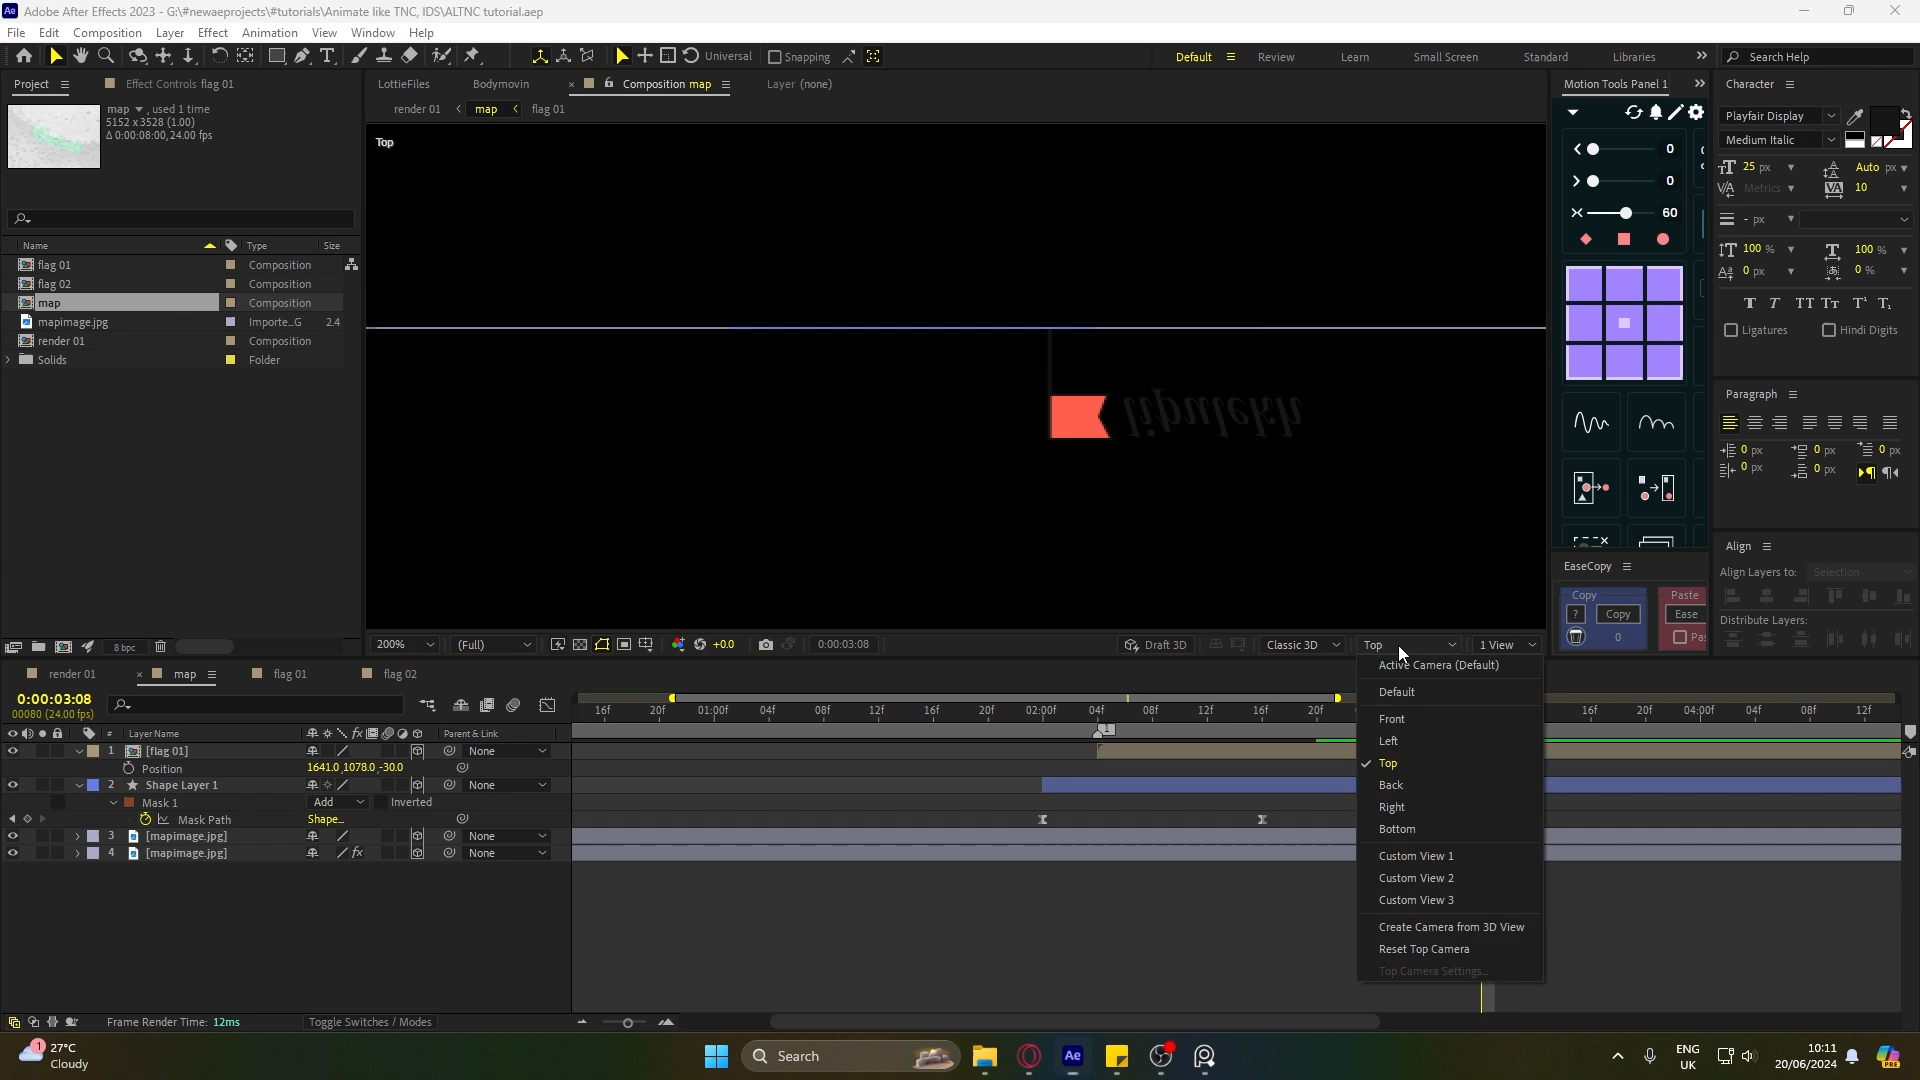 Adobe After Effects 2023 - G:\#newaeprojects\#tutorials\Animate like TNC, IDS\ALTNC tutorial.aep
File Edit Composition Layer Effect Animation View Window Help
Universal Snapping Default Review Learn Small Screen Standard Libraries Search Help
Project Effect Controls flag 01
map , used 1 time
5152 x 3528 (1.00)
Δ 0:00:08:00, 24.00 fps
Name Type Size
flag 01 Composition
flag 02 Composition
map Composition
mapimage.jpg Importe...G 2.4
render 01 Composition
Solids Folder
8 bpc
LottieFiles Bodymovin Composition map Layer (none)
render 01 map flag 01
Top
lipulekh
200% (Full) +0.0 0:00:03:08 Draft 3D Classic 3D Top 1 View
Active Camera (Default)
Default
Front
Left
Top
Back
Right
Bottom
Custom View 1
Custom View 2
Custom View 3
Create Camera from 3D View
Reset Top Camera
Top Camera Settings...
Motion Tools Panel 1
0
0
60
EaseCopy
Copy Paste
? Copy Ease
0
Character
Playfair Display
Medium Italic
25 px Auto px
Metrics 10
- px
100 % 100 %
0 px 0 %
T T TT Tt T¹ T₁
Ligatures Hindi Digits
Paragraph
0 px 0 px 0 px
0 px 0 px
Align
Align Layers to: Selection
Distribute Layers:
render 01 map flag 01 flag 02
0:00:03:08
00080 (24.00 fps)
16f 20f 01:00f 04f 08f 12f 16f 20f 02:00f 04f 08f 12f 16f 20f 16f 20f 04:00f 04f 08f 12f
# Layer Name Parent & Link
1
1 [flag 01] None
Position 1641.0,1078.0,-30.0
2 Shape Layer 1 None
Mask 1 Add Inverted
Mask Path Shape...
3 [mapimage.jpg] None
4 [mapimage.jpg] fx None
Frame Render Time: 12ms Toggle Switches / Modes
1
27°C
Cloudy
Search
Ae
ENG
UK
10:11
20/06/2024
PRE